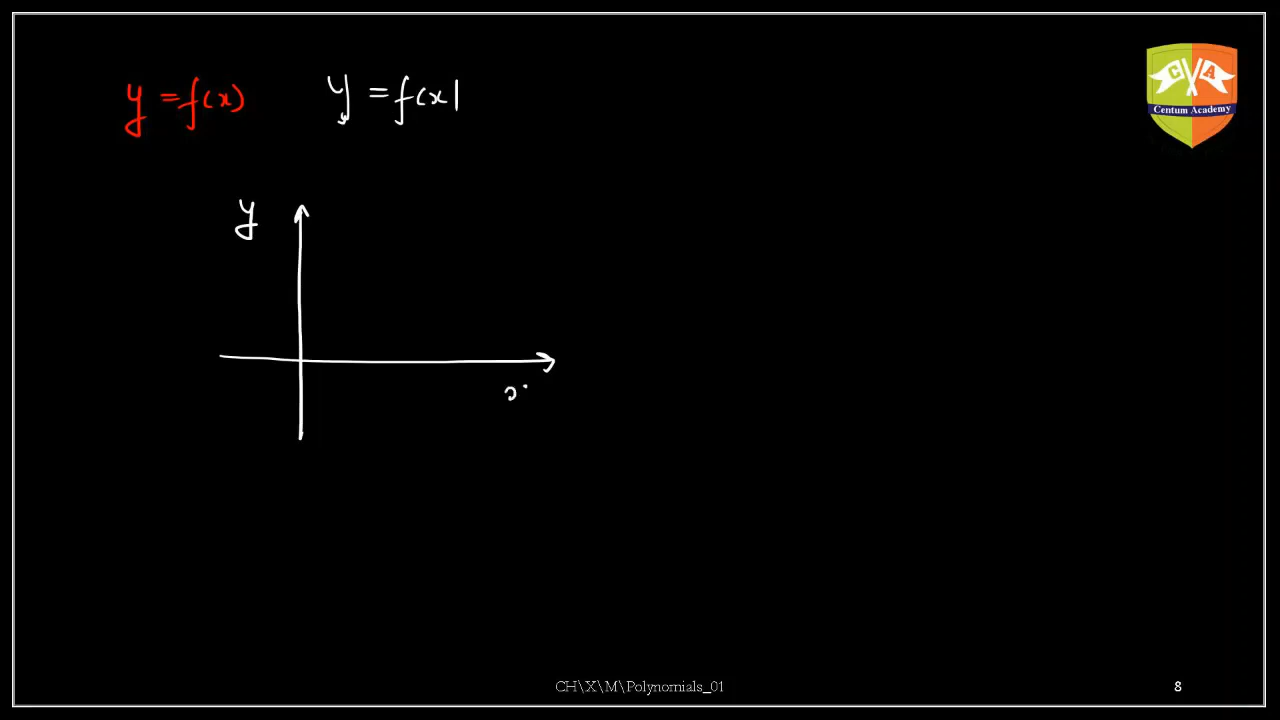 y = f(x) y = f(x|
C A
Centum Academy
y
CH\X\M\Polynomials_01
8